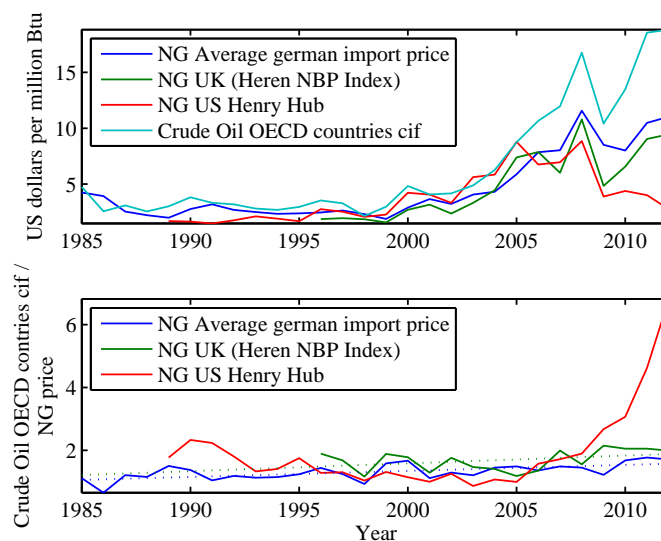 US dollars per million Btu
15
10
5
NG Average german import price
NG UK (Heren NBP Index)
NG US Henry Hub
Crude Oil OECD countries cif
1985 1990 1995 2000 2005 2010
Crude Oil OECD contries cif /
NG price
6
4
2
NG Average german import price
NG UK (Heren NBP Index)
NG US Henry Hub
1985 1990 1995 2000 2005 2010
Year